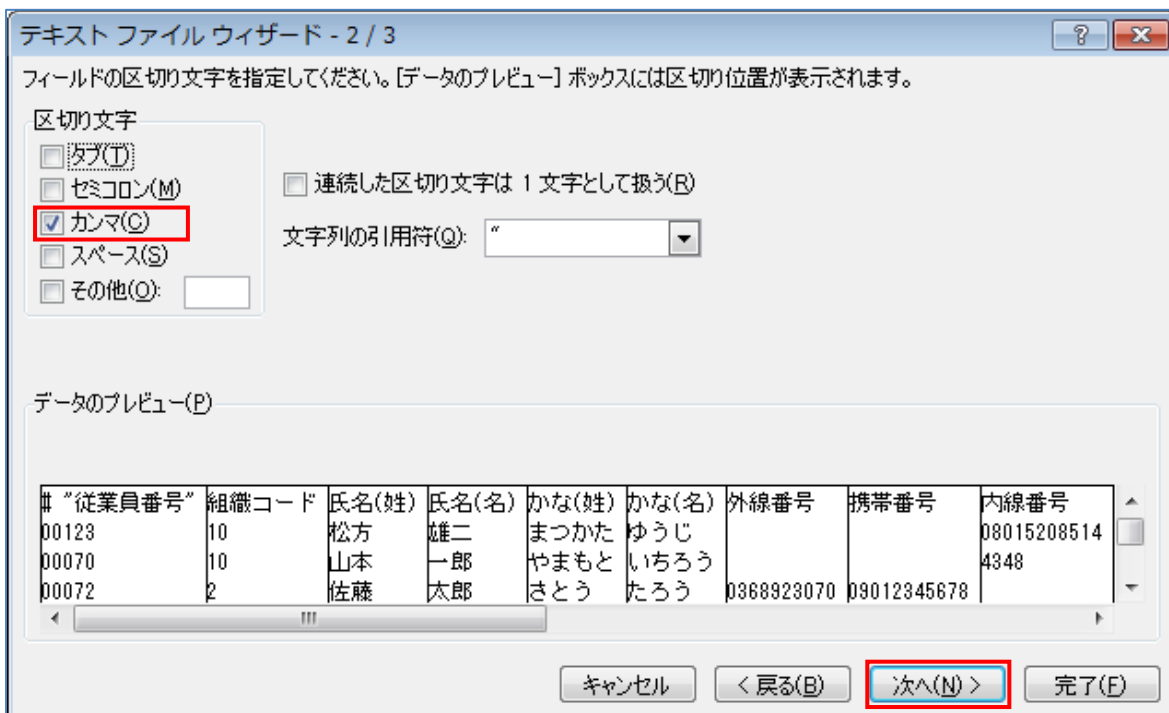 テキスト ファイル ウィザード - 2 / 3
フィールドの区切り文字を指定してください。[データのプレビュー] ボックスには区切り位置が表示されます。
区切り文字
タブ(T)
セミコロン(M)
カンマ(C)
スペース(S)
その他(O):
連続した区切り文字は 1 文字として扱う(R)
文字列の引用符(Q): "
データのプレビュー(P)
# "従業員番号" 組織コード 氏名(姓) 氏名(名) かな(姓) かな(名) 外線番号 携帯番号 内線番号
00123 10 松方 雄二 まつかた ゆうじ 08015208514
00070 10 山本 一郎 やまもと いちろう 4348
00072 2 佐藤 太郎 さとう たろう 0368923070 09012345678
キャンセル < 戻る(B) 次へ(N) > 完了(F)